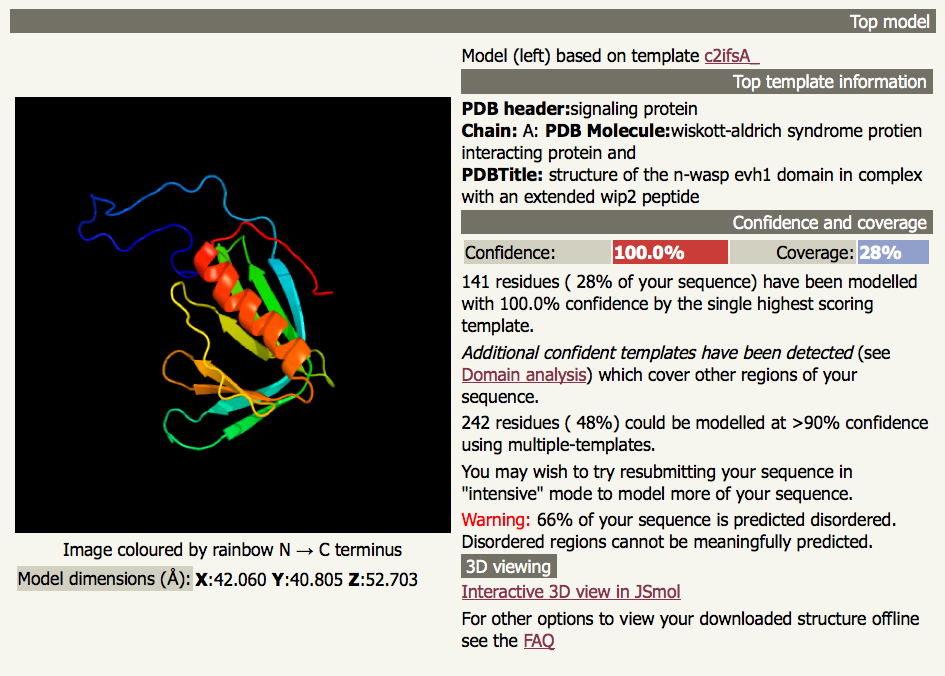 Top model
Model (left) based on template c2ifsA_
Top template information
PDB header:signaling protein
Chain: A: PDB Molecule:wiskott-aldrich syndrome protien
interacting protein and
PDBTitle: structure of the n-wasp evh1 domain in complex
with an extended wip2 peptide
Confidence and coverage
Confidence: 100.0% Coverage: 28%
141 residues ( 28% of your sequence) have been modelled
with 100.0% confidence by the single highest scoring
template.
Additional confident templates have been detected (see
Domain analysis) which cover other regions of your
sequence.
242 residues ( 48%) could be modelled at >90% confidence
using multiple-templates.
You may wish to try resubmitting your sequence in
"intensive" mode to model more of your sequence.
Warning: 66% of your sequence is predicted disordered.
Disordered regions cannot be meaningfully predicted.
3D viewing
Interactive 3D view in JSmol
For other options to view your downloaded structure offline
see the FAQ
Image coloured by rainbow N → C terminus
Model dimensions (Å): X:42.060 Y:40.805 Z:52.703